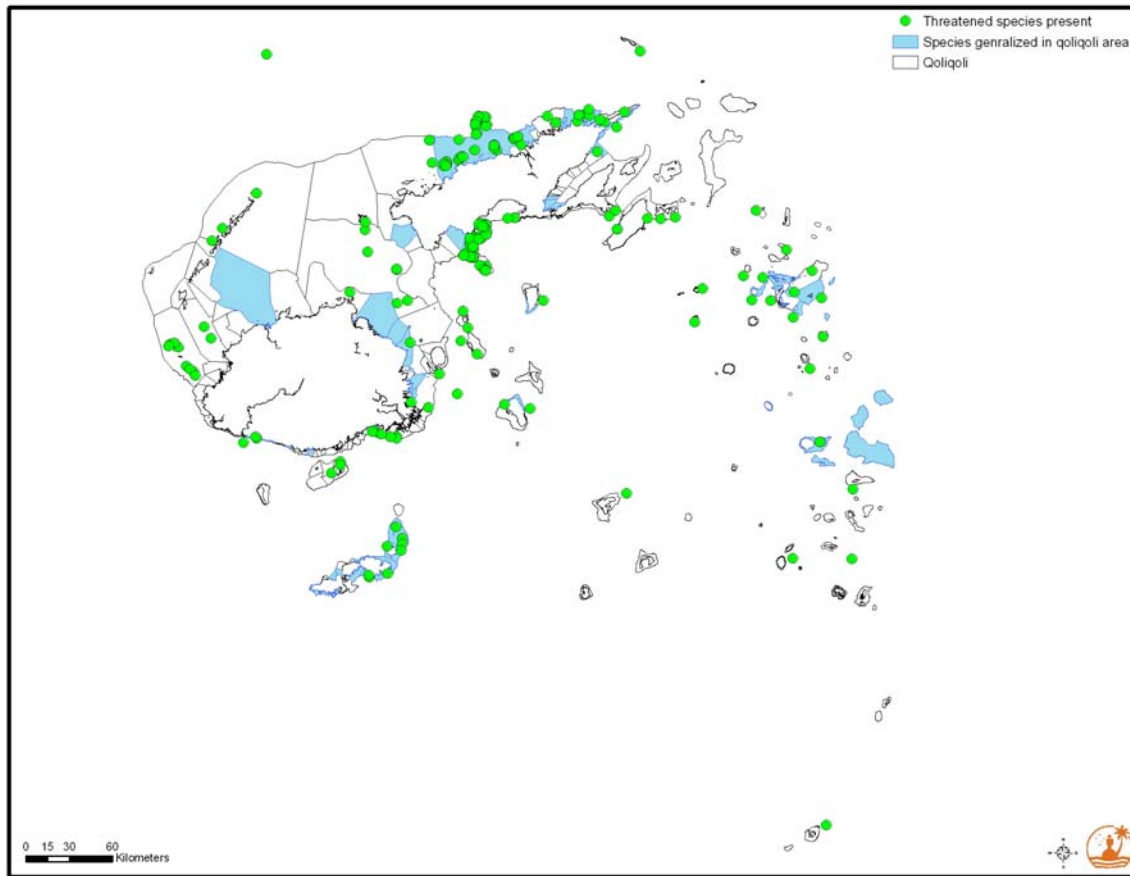 Threatened species present
Species genralized in qoliqoli area
Qoliqoli
0 15 30 60
Kilometers